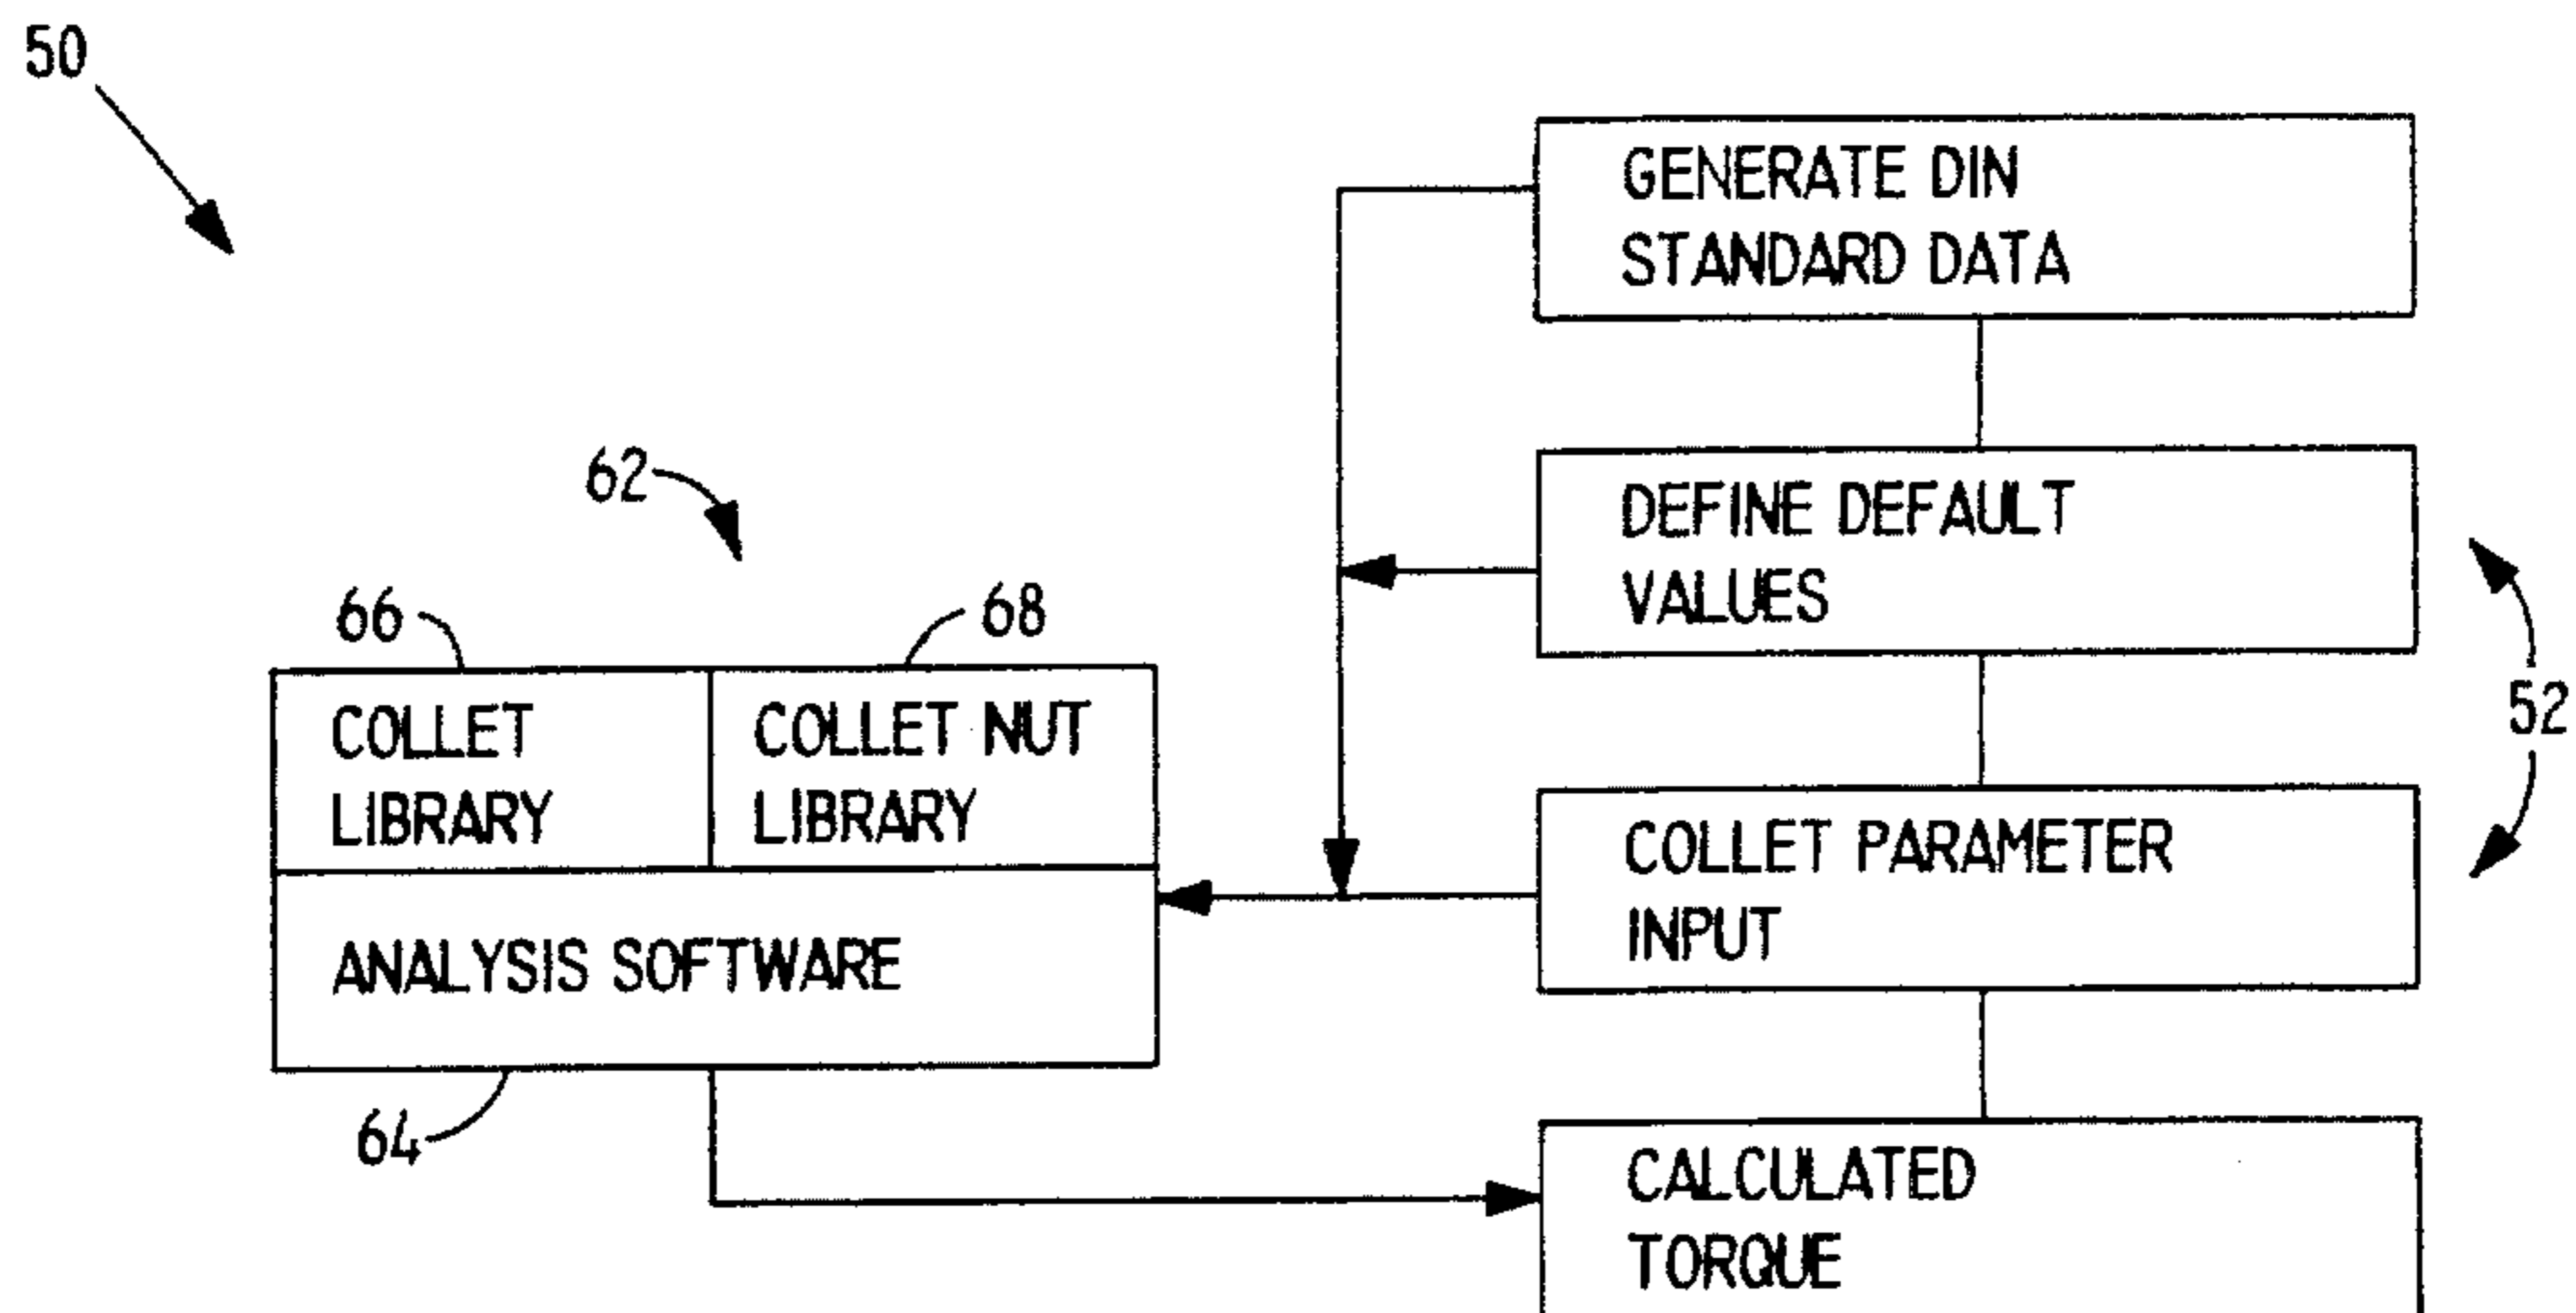 50
GENERATE DIN
STANDARD DATA
62
DEFINE DEFAULT
VALUES
66
68
52
COLLET
LIBRARY
COLLET NUT
LIBRARY
COLLET PARAMETER
INPUT
ANALYSIS SOFTWARE
64
CALCULATED
TORQUE